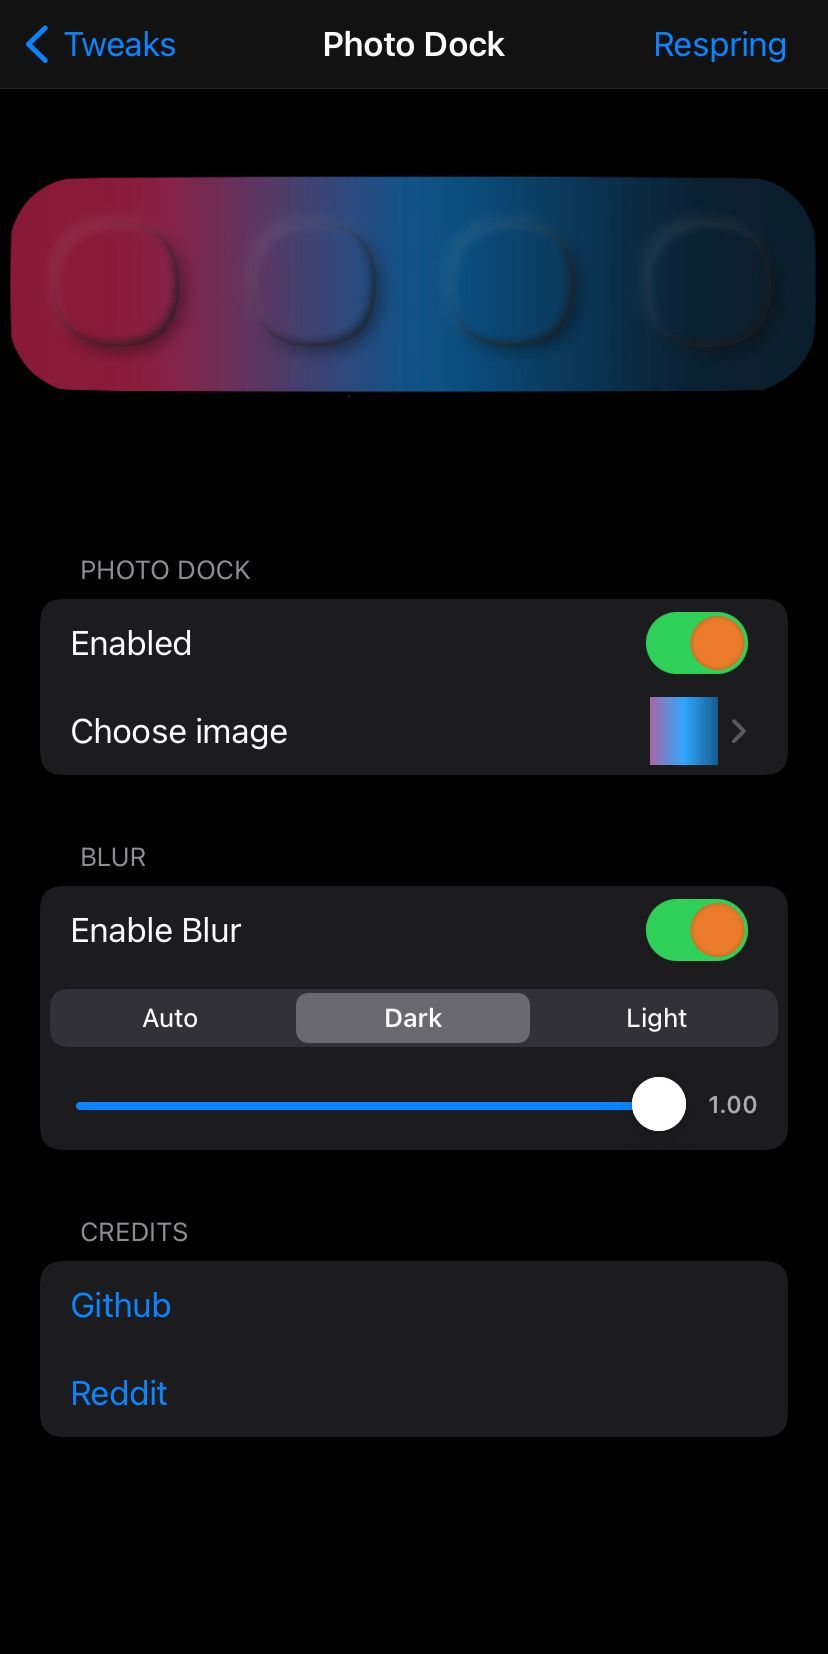 Tweaks Photo Dock Respring
PHOTO DOCK
Enabled
Choose image
BLUR
Enable Blur
Auto Dark Light
1.00
CREDITS
Github
Reddit